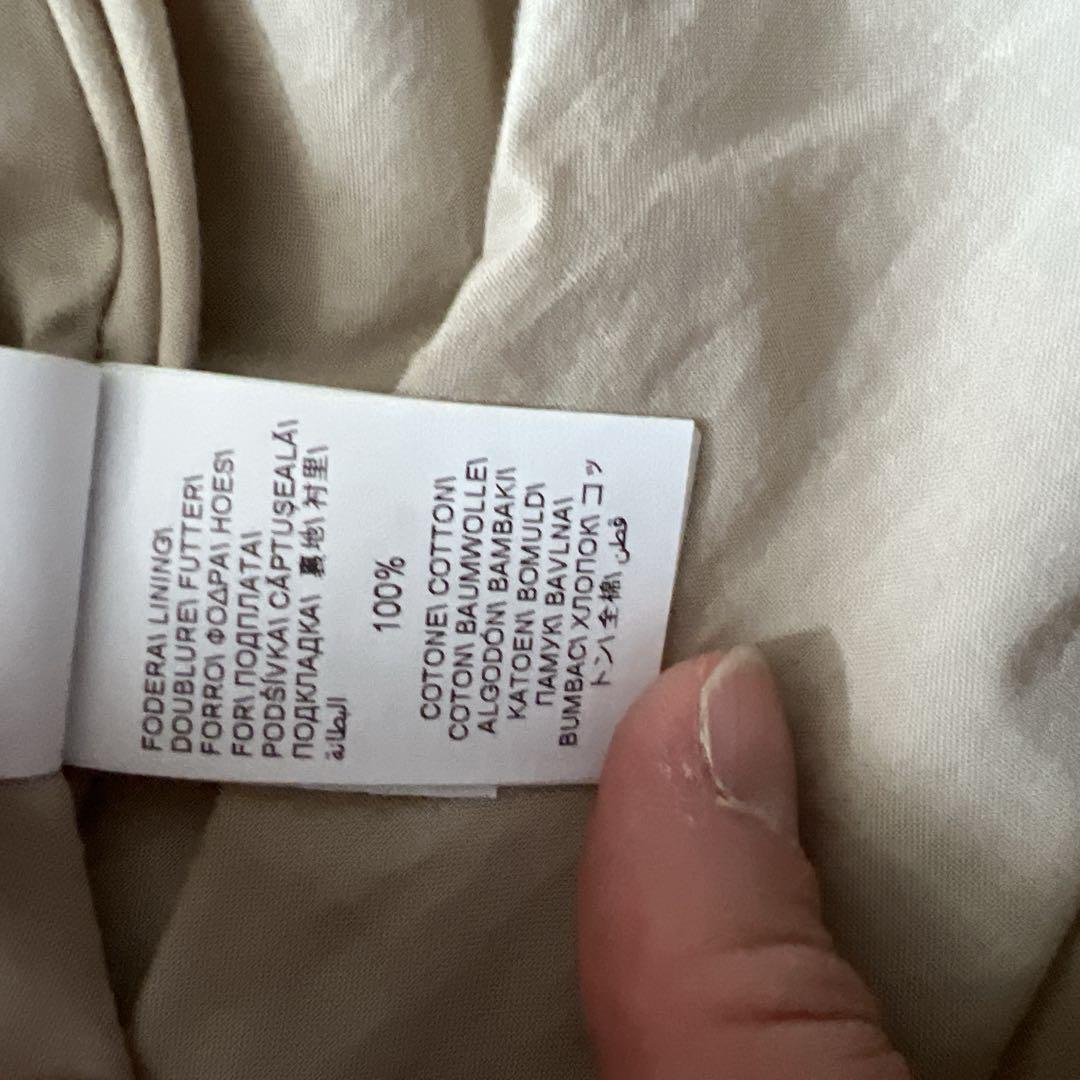 FODERA\ LINING\
DOUBLURE\ FUTTER\
FORRO\ ΦΟΔΡΑ\ HOES\
FOR\ ПОДПЛАТА\
PODŠÍVKA\ CĂPTUŞEALĂ\
ПОДКЛАДКА\ 裏地\ 衬里\
البطانة
100%
COTONE\ COTTON\
COTON\ BAUMWOLLE\
ALGODÓN\ BAMBAKI\
KATOEN\ BOMULD\
ПАМУК\ BAVLNA\
BUMBAC\ ХЛОПОК\ コッ
トン\ 全棉\ قطن